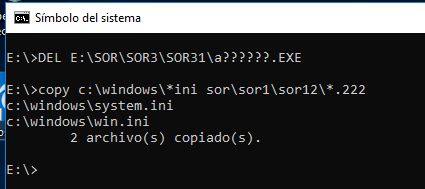 Símbolo del sistema
E:\>DEL E:\SOR\SOR3\SOR31\a??????.EXE
E:\>copy c:\windows\*ini sor\sor1\sor12\*.222
c:\windows\system.ini
c:\windows\win.ini
        2 archivo(s) copiado(s).
E:\>